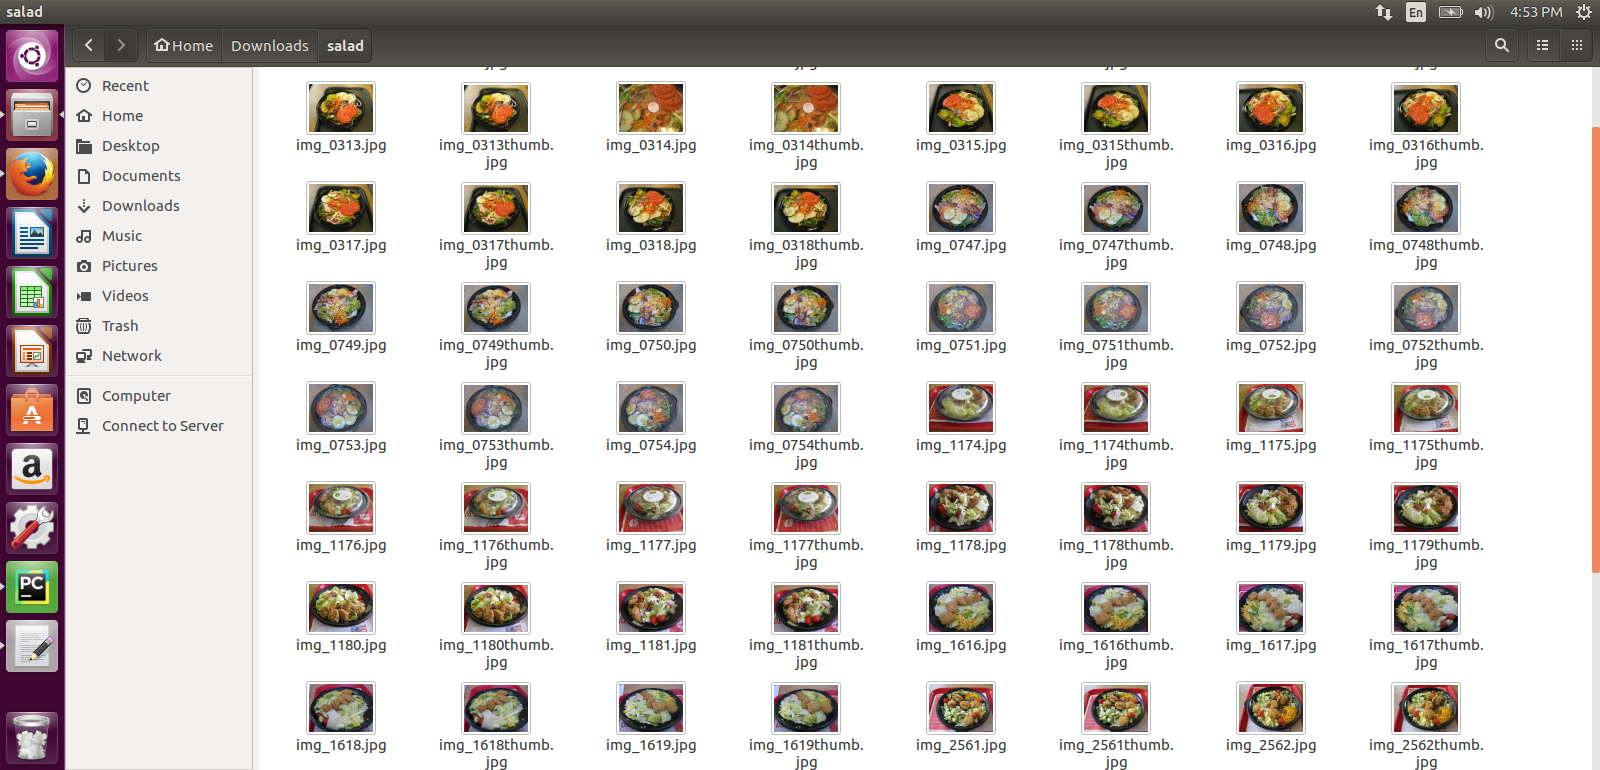 salad
En
4:53 PM
Home
Downloads
salad
Recent
Home
Desktop
Documents
Downloads
Music
Pictures
Videos
Trash
Network
Computer
Connect to Server
a
PC
img_0313.jpg
img_0313thumb.
jpg
img_0314.jpg
img_0314thumb.
jpg
img_0315.jpg
img_0315thumb.
jpg
img_0316.jpg
img_0316thumb.
jpg
img_0317.jpg
img_0317thumb.
jpg
img_0318.jpg
img_0318thumb.
jpg
img_0747.jpg
img_0747thumb.
jpg
img_0748.jpg
img_0748thumb.
jpg
img_0749.jpg
img_0749thumb.
jpg
img_0750.jpg
img_0750thumb.
jpg
img_0751.jpg
img_0751thumb.
jpg
img_0752.jpg
img_0752thumb.
jpg
img_0753.jpg
img_0753thumb.
jpg
img_0754.jpg
img_0754thumb.
jpg
img_1174.jpg
img_1174thumb.
jpg
img_1175.jpg
img_1175thumb.
jpg
img_1176.jpg
img_1176thumb.
jpg
img_1177.jpg
img_1177thumb.
jpg
img_1178.jpg
img_1178thumb.
jpg
img_1179.jpg
img_1179thumb.
jpg
img_1180.jpg
img_1180thumb.
jpg
img_1181.jpg
img_1181thumb.
jpg
img_1616.jpg
img_1616thumb.
jpg
img_1617.jpg
img_1617thumb.
jpg
img_1618.jpg
img_1618thumb.
jpg
img_1619.jpg
img_1619thumb.
jpg
img_2561.jpg
img_2561thumb.
jpg
img_2562.jpg
img_2562thumb.
jpg